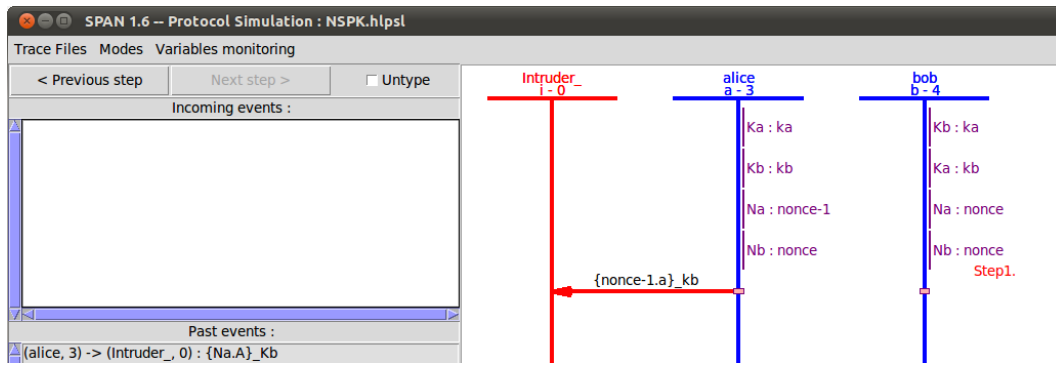 SPAN 1.6 -- Protocol Simulation : NSPK.hlpsl
Trace Files Modes Variables monitoring
< Previous step
Next step >
Untype
Incoming events :
Past events :
(alice, 3) -> (Intruder_, 0) : {Na.A}_Kb
Intruder_
i - 0
alice
a - 3
bob
b - 4
Ka : ka
Kb : kb
Na : nonce-1
Nb : nonce
Kb : ka
Ka : kb
Na : nonce
Nb : nonce
Step1.
{nonce-1.a}_kb